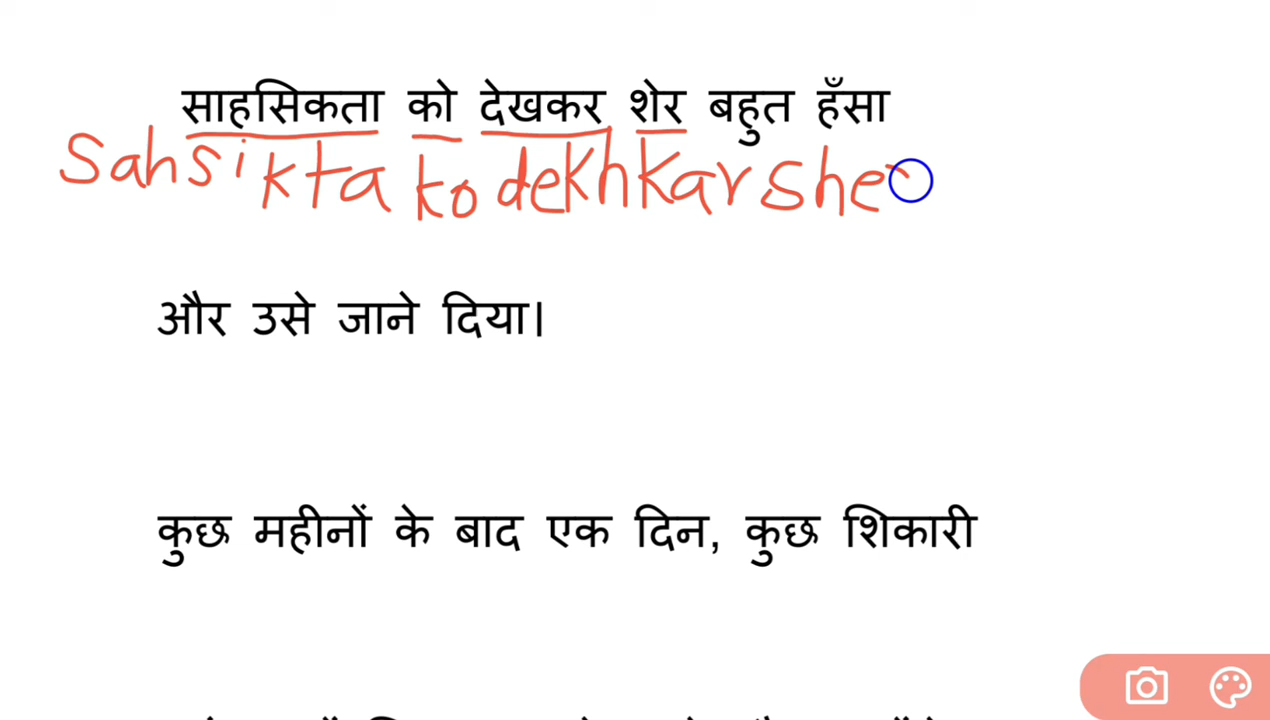 साहसिकता को देखकर शेर बहुत हँसा
Sahsikta ko dekhkar sher
और उसे जाने दिया।
कुछ महीनों के बाद एक दिन, कुछ शिकारी